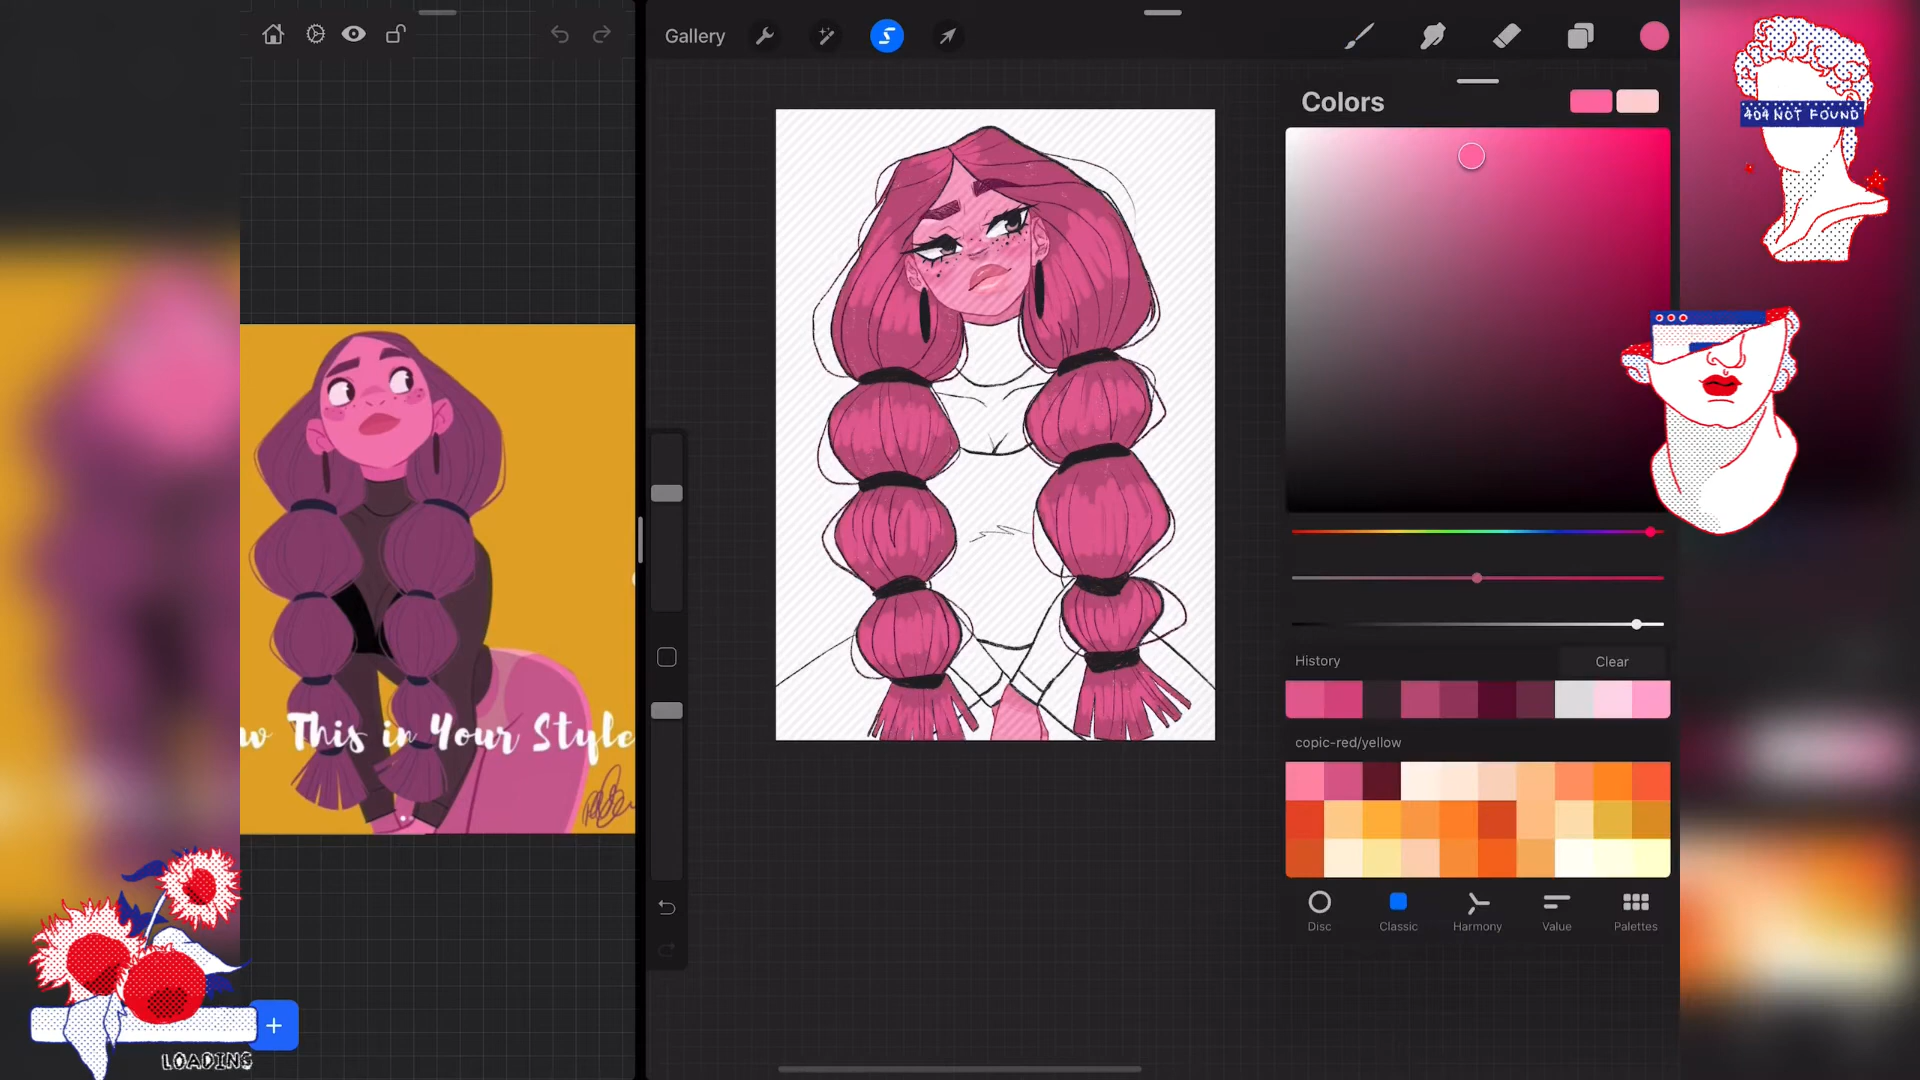 Gallery
Colors
404 NOT FOUND
History
Clear
copic-red/yellow
This in Your Style
Disc
Classic
Harmony
Value
Palettes
LOADING